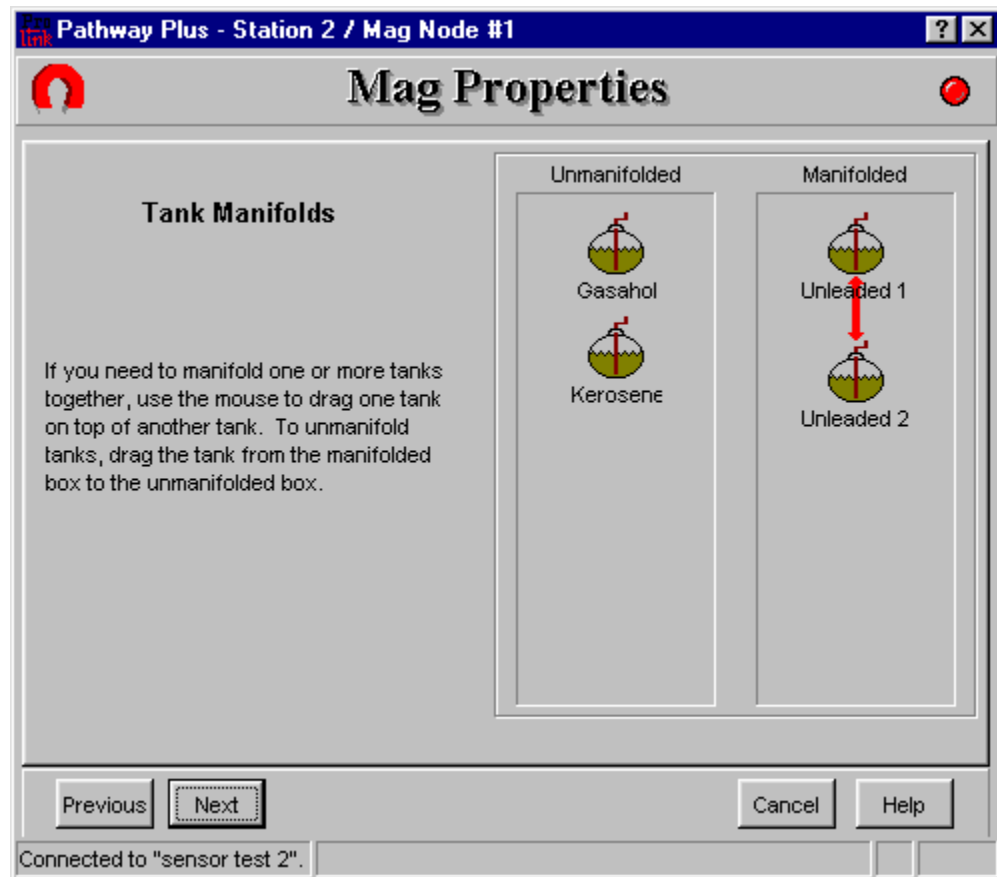 Pro
link
Pathway Plus - Station 2 / Mag Node #1
?
Mag Properties
Tank Manifolds
If you need to manifold one or more tanks
together, use the mouse to drag one tank
on top of another tank. To unmanifold
tanks, drag the tank from the manifolded
box to the unmanifolded box.
Unmanifolded
Gasahol
Kerosene
Manifolded
Unleaded 1
Unleaded 2
Previous
Next
Cancel
Help
Connected to "sensor test 2".